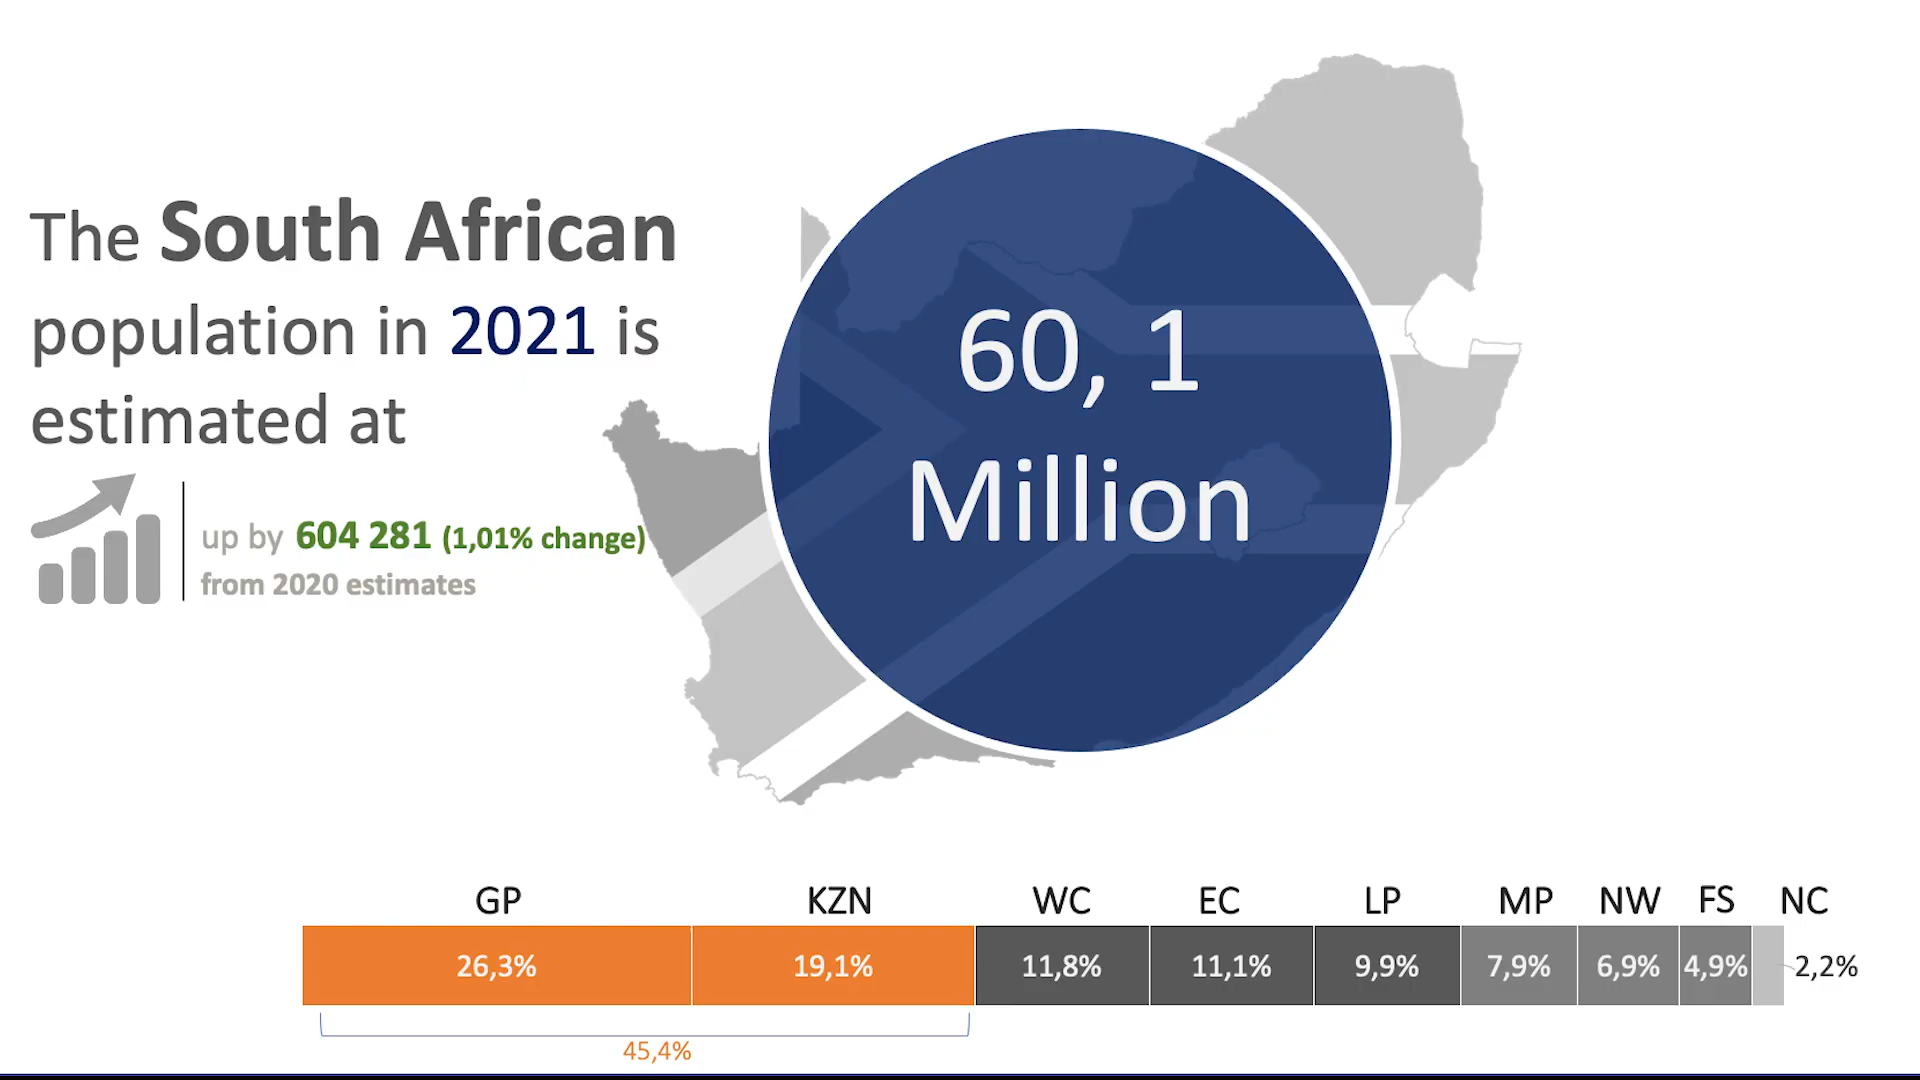 The South African
population in 2021 is
estimated at
up by 604 281 (1,01% change)
from 2020 estimates
60, 1
Million
GP KZN WC EC LP MP NW FS NC
26,3% 19,1% 11,8% 11,1% 9,9% 7,9% 6,9% 4,9% 2,2%
45,4%